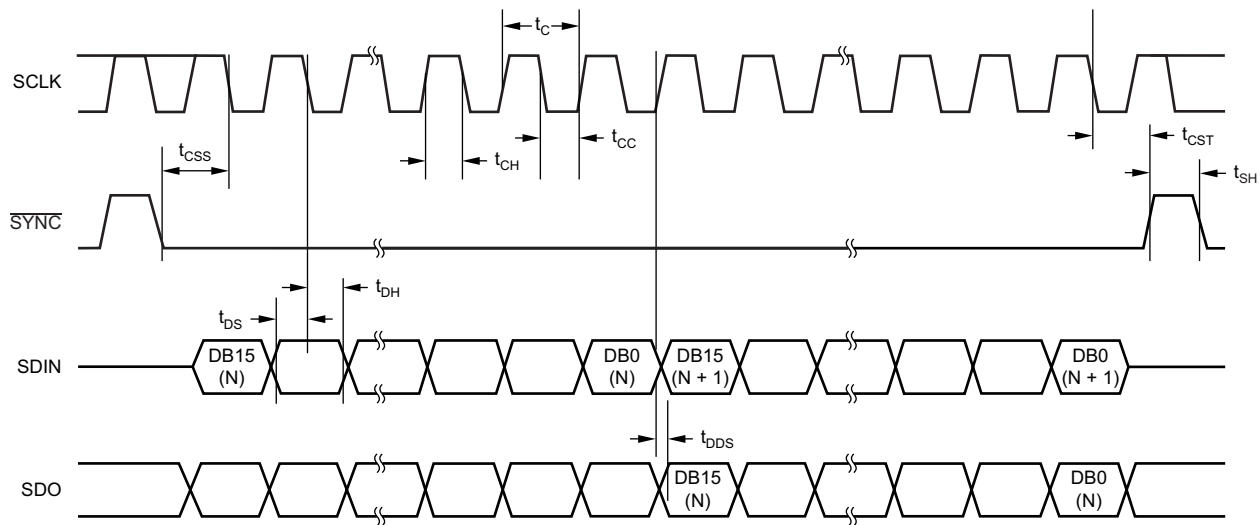 t_C
SCLK
t_CSS
t_CH
t_CC
t_CST
t_SH
SYNC
t_DS
t_DH
SDIN
DB15
(N)
DB0
(N)
DB15
(N + 1)
DB0
(N + 1)
t_DDS
SDO
DB15
(N)
DB0
(N)